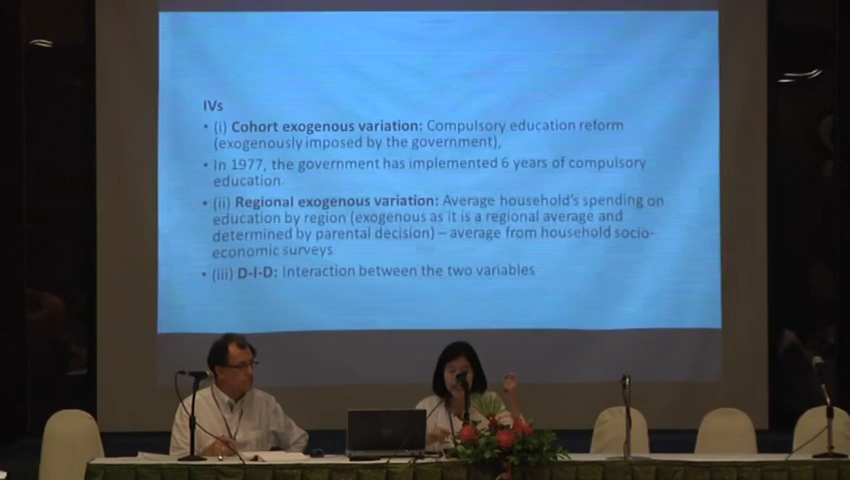 IVs
• (i) Cohort exogenous variation: Compulsory education reform
(exogenously imposed by the government),
• In 1977, the government has implemented 6 years of compulsory
education.
• (ii) Regional exogenous variation: Average household's spending on
education by region (exogenous as it is a regional average and
determined by parental decision) – average from household socio-
economic surveys
• (iii) D-I-D: Interaction between the two variables